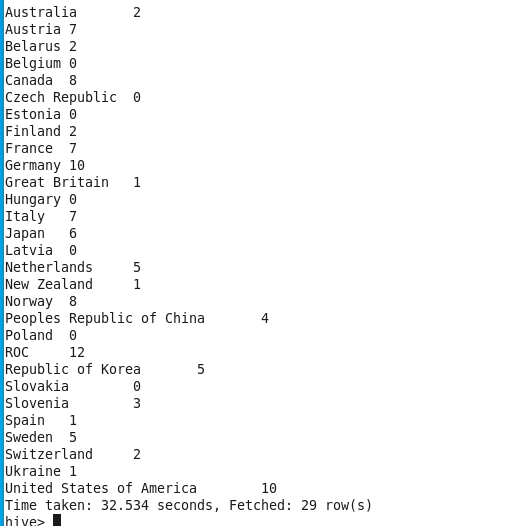 Australia	2
Austria	7
Belarus	2
Belgium	0
Canada	8
Czech Republic	0
Estonia	0
Finland	2
France	7
Germany	10
Great Britain	1
Hungary	0
Italy	7
Japan	6
Latvia	0
Netherlands	5
New Zealand	1
Norway	8
Peoples Republic of China	4
Poland	0
ROC	12
Republic of Korea	5
Slovakia	0
Slovenia	3
Spain	1
Sweden	5
Switzerland	2
Ukraine	1
United States of America	10
Time taken: 32.534 seconds, Fetched: 29 row(s)
hive>